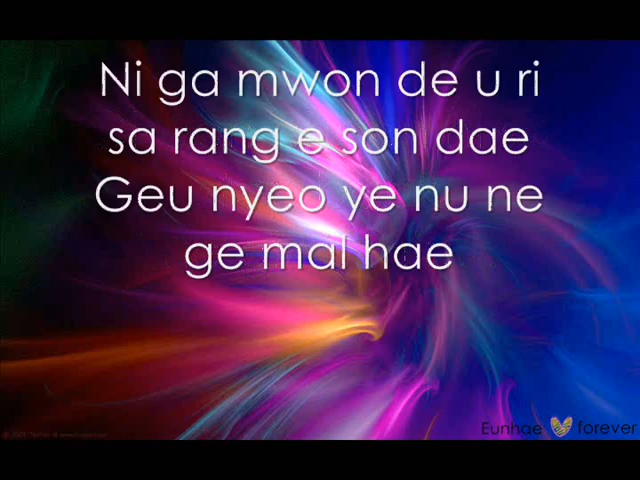 Ni ga mwon de u ri
sa rang e son dae
Geu nyeo ye nu ne
ge mal hae
Eunhae forever